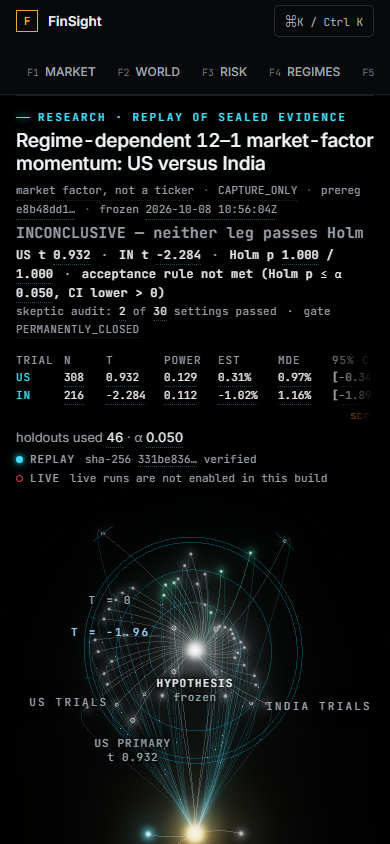 F FinSight ⌘K / Ctrl K
F1 MARKET F2 WORLD F3 RISK F4 REGIMES F5
RESEARCH · REPLAY OF SEALED EVIDENCE
Regime-dependent 12–1 market-factor
momentum: US versus India
market factor, not a ticker · CAPTURE_ONLY · prereg
e8b48dd1… · frozen 2026-10-08 10:56:04Z
INCONCLUSIVE — neither leg passes Holm
US t 0.932 · IN t -2.284 · Holm p 1.000 /
1.000 · acceptance rule not met (Holm p ≤ α
0.050, CI lower > 0)
skeptic audit: 2 of 30 settings passed · gate
PERMANENTLY_CLOSED
TRIAL N T POWER EST MDE 95% C
US 308 0.932 0.129 0.31% 0.97% [-0.34
IN 216 -2.284 0.112 -1.02% 1.16% [-1.89
holdouts used 46 · α 0.050
REPLAY sha-256 331be836… verified
LIVE live runs are not enabled in this build
T = 0
T = -1.96
HYPOTHESIS
frozen
US TRIALS
INDIA TRIALS
US PRIMARY
t 0.932